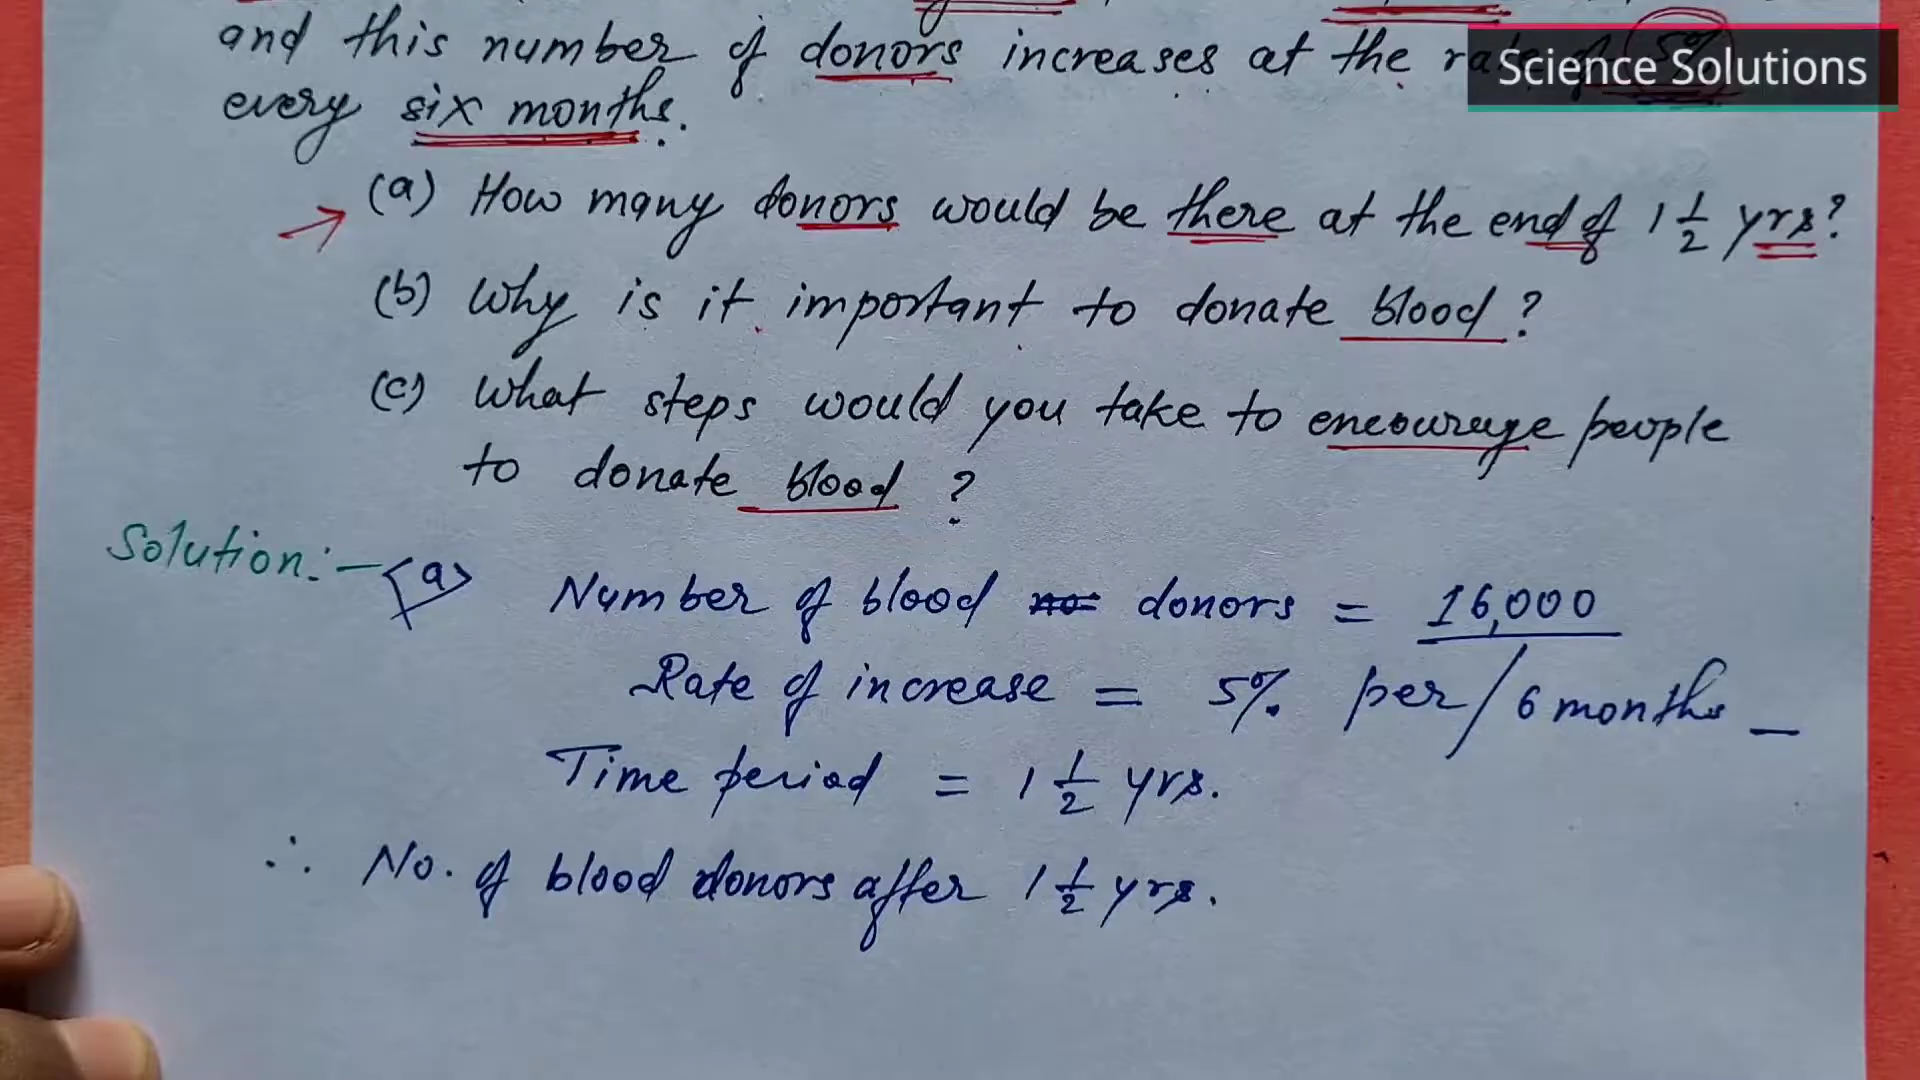 and this number of donors increases at the rate of 5%
Science Solutions
every six months.
(a) How many donors would be there at the end of 1 1/2 yrs?
(b) Why is it important to donate blood?
(c) What steps would you take to encourage people
to donate blood?
Solution:- <a> Number of blood donors = 16,000
Rate of increase = 5% per/6 months
Time period = 1 1/2 yrs.
∴ No. of blood donors after 1 1/2 yrs.